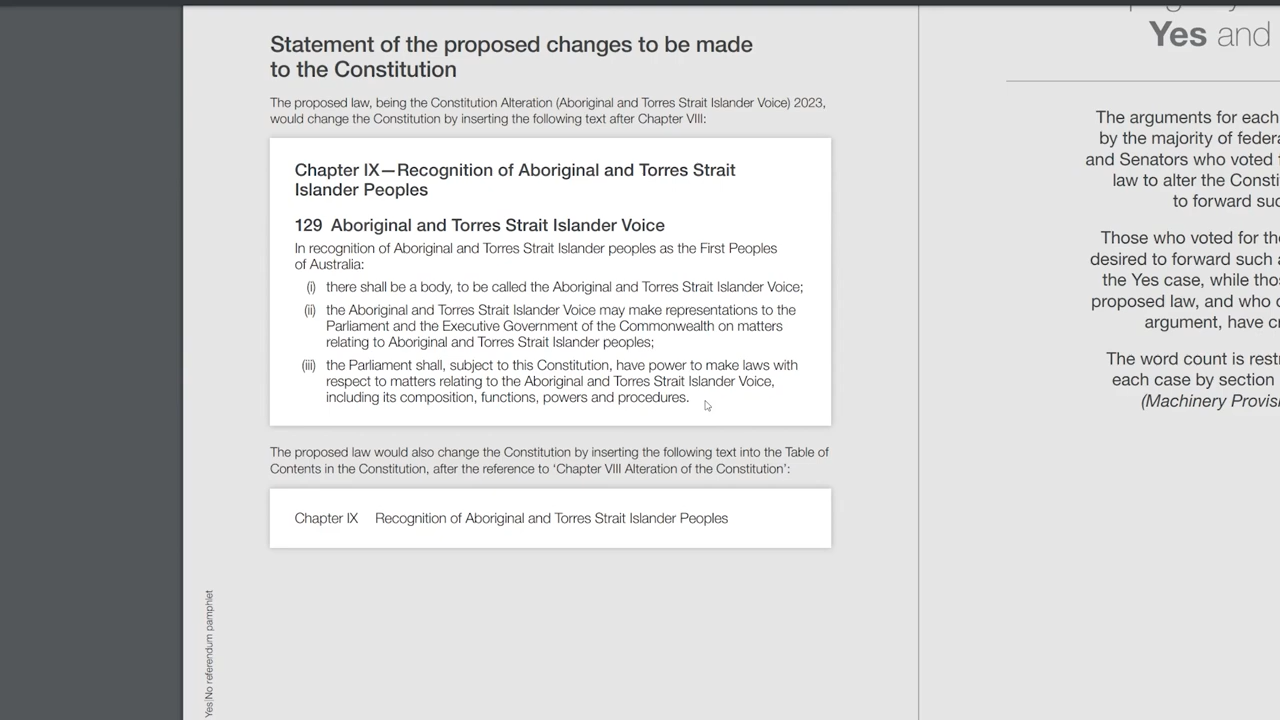 Statement of the proposed changes to be made
to the Constitution
The proposed law, being the Constitution Alteration (Aboriginal and Torres Strait Islander Voice) 2023,
would change the Constitution by inserting the following text after Chapter VIII:
Chapter IX—Recognition of Aboriginal and Torres Strait
Islander Peoples
129 Aboriginal and Torres Strait Islander Voice
In recognition of Aboriginal and Torres Strait Islander peoples as the First Peoples
of Australia:
(i) there shall be a body, to be called the Aboriginal and Torres Strait Islander Voice;
(ii) the Aboriginal and Torres Strait Islander Voice may make representations to the
Parliament and the Executive Government of the Commonwealth on matters
relating to Aboriginal and Torres Strait Islander peoples;
(iii) the Parliament shall, subject to this Constitution, have power to make laws with
respect to matters relating to the Aboriginal and Torres Strait Islander Voice,
including its composition, functions, powers and procedures.
The proposed law would also change the Constitution by inserting the following text into the Table of
Contents in the Constitution, after the reference to ‘Chapter VIII Alteration of the Constitution’:
Chapter IX Recognition of Aboriginal and Torres Strait Islander Peoples
Yes|No referendum pamphlet
Yes and
The arguments for each
by the majority of
and Senators who voted
law to alter the
to forward
Those who voted for
desired to forward such
the Yes case, while
proposed law, and who
argument, have
The word count is
each case by section
(Machinery